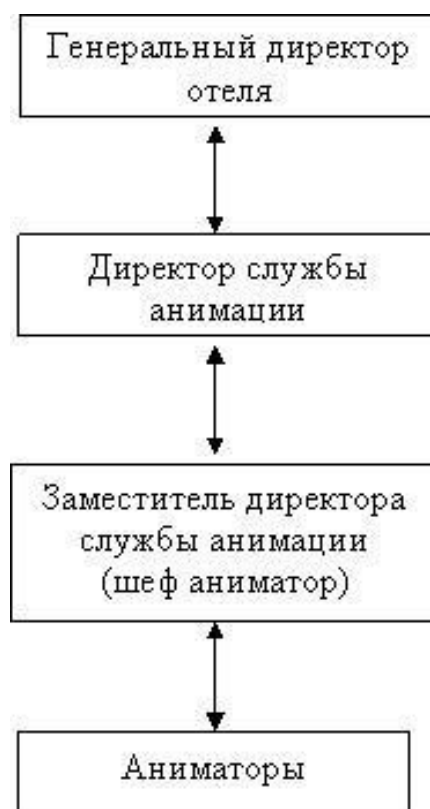 Генеральный директор
отеля
Директор службы
анимации
Заместитель директора
службы анимации
(шеф аниматор)
Аниматоры